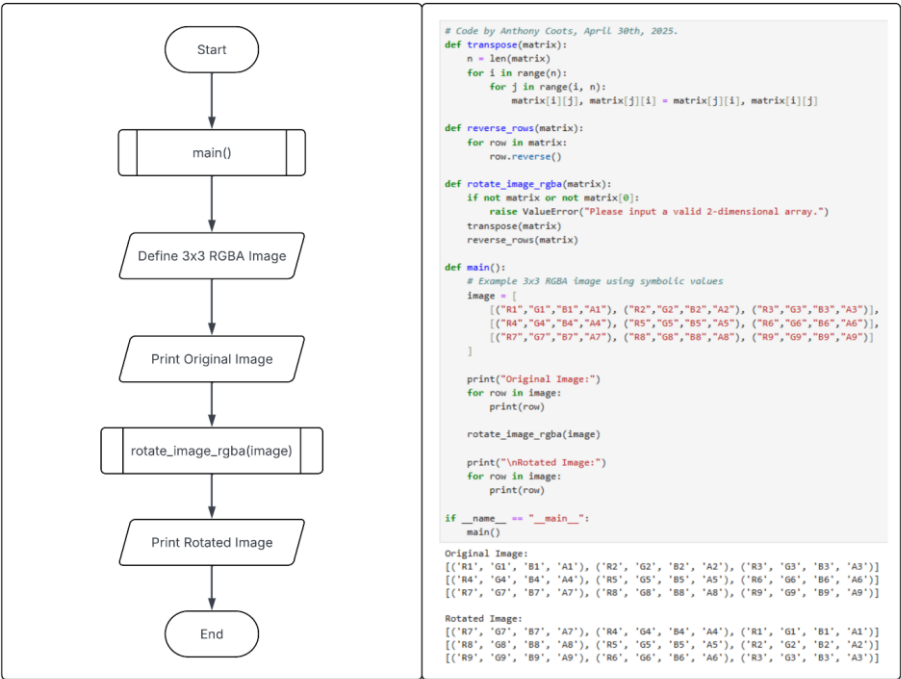 Start
main()
Define 3x3 RGBA Image
Print Original Image
rotate_image_rgba(image)
Print Rotated Image
End
# Code by Anthony Coots, April 30th, 2025.
def transpose(matrix):
    n = len(matrix)
    for i in range(n):
        for j in range(i, n):
            matrix[i][j], matrix[j][i] = matrix[j][i], matrix[i][j]
def reverse_rows(matrix):
    for row in matrix:
        row.reverse()
def rotate_image_rgba(matrix):
    if not matrix or not matrix[0]:
        raise ValueError("Please input a valid 2-dimensional array.")
    transpose(matrix)
    reverse_rows(matrix)
def main():
    # Example 3x3 RGBA image using symbolic values
    image = [
        [("R1","G1","B1","A1"), ("R2","G2","B2","A2"), ("R3","G3","B3","A3")],
        [("R4","G4","B4","A4"), ("R5","G5","B5","A5"), ("R6","G6","B6","A6")],
        [("R7","G7","B7","A7"), ("R8","G8","B8","A8"), ("R9","G9","B9","A9")]
    ]
    print("Original Image:")
    for row in image:
        print(row)
    rotate_image_rgba(image)
    print("\nRotated Image:")
    for row in image:
        print(row)
if __name__ == "__main__":
    main()
Original Image:
[('R1', 'G1', 'B1', 'A1'), ('R2', 'G2', 'B2', 'A2'), ('R3', 'G3', 'B3', 'A3')]
[('R4', 'G4', 'B4', 'A4'), ('R5', 'G5', 'B5', 'A5'), ('R6', 'G6', 'B6', 'A6')]
[('R7', 'G7', 'B7', 'A7'), ('R8', 'G8', 'B8', 'A8'), ('R9', 'G9', 'B9', 'A9')]
Rotated Image:
[('R7', 'G7', 'B7', 'A7'), ('R4', 'G4', 'B4', 'A4'), ('R1', 'G1', 'B1', 'A1')]
[('R8', 'G8', 'B8', 'A8'), ('R5', 'G5', 'B5', 'A5'), ('R2', 'G2', 'B2', 'A2')]
[('R9', 'G9', 'B9', 'A9'), ('R6', 'G6', 'B6', 'A6'), ('R3', 'G3', 'B3', 'A3')]